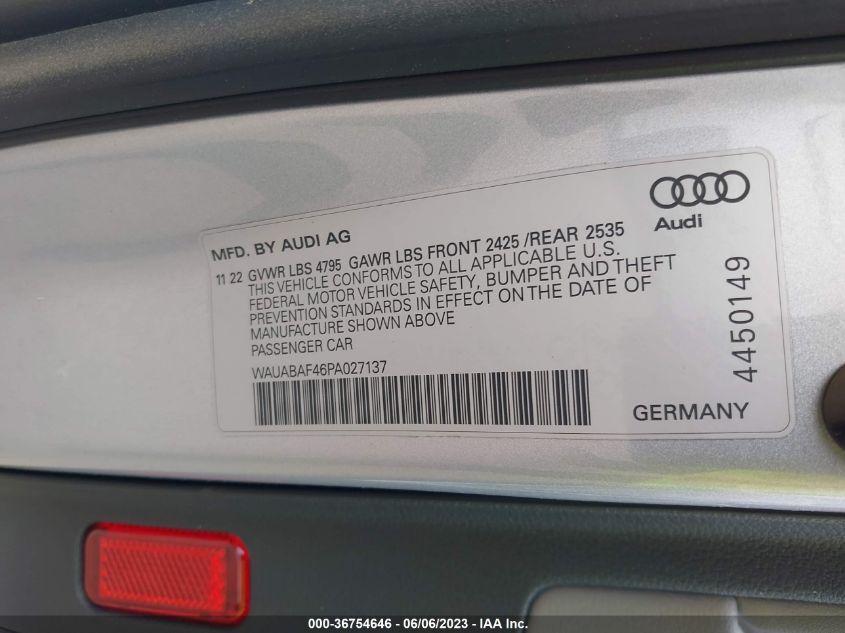 Audi
MFD. BY AUDI AG
11 22 GVWR LBS 4795 GAWR LBS FRONT 2425 /REAR 2535
THIS VEHICLE CONFORMS TO ALL APPLICABLE U.S.
FEDERAL MOTOR VEHICLE SAFETY, BUMPER AND THEFT
PREVENTION STANDARDS IN EFFECT ON THE DATE OF
MANUFACTURE SHOWN ABOVE
PASSENGER CAR
WAUABAF46PA027137
GERMANY
4450149
000-36754646 - 06/06/2023 - © IAA Inc.